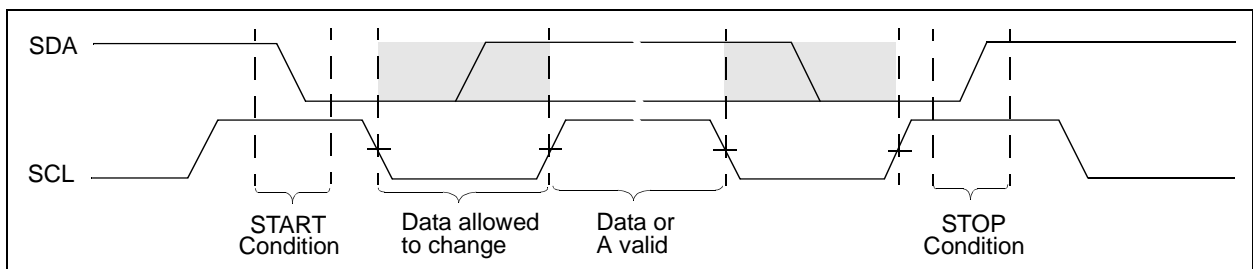 SDA
SCL
START
Condition
Data allowed
to change
Data or
A valid
STOP
Condition